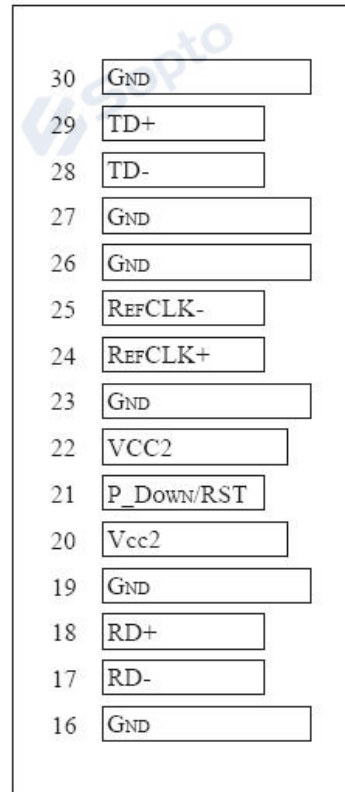 Sopto
30 GND
29 TD+
28 TD-
27 GND
26 GND
25 REFCLK-
24 REFCLK+
23 GND
22 VCC2
21 P_DOWN/RST
20 Vcc2
19 GND
18 RD+
17 RD-
16 GND